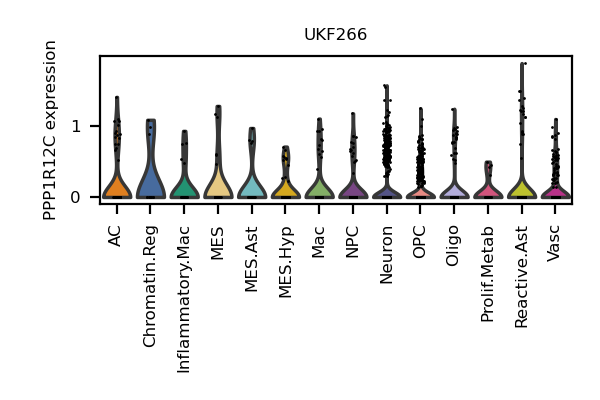 UKF266
PPP1R12C expression
1
0
AC
Chromatin.Reg
Inflammatory.Mac
MES
MES.Ast
MES.Hyp
Mac
NPC
Neuron
OPC
Oligo
Prolif.Metab
Reactive.Ast
Vasc